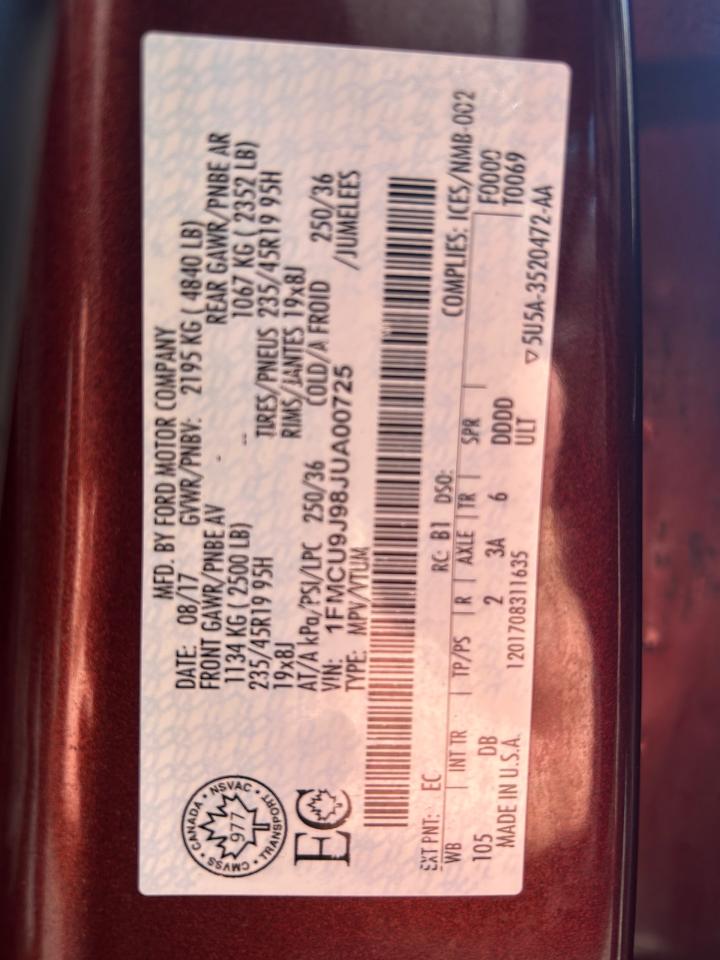 MFD. BY FORD MOTOR COMPANY
DATE: 08/17 GVWR/PNBV: 2195 KG ( 4840 LB)
FRONT GAWR/PNBE AV REAR GAWR/PNBE AR
1134 KG ( 2500 LB) 1067 KG ( 2352 LB)
235/45R19 95H -- TIRES/PNEUS 235/45R19 95H
19x8J RIMS/JANTES 19x8J
AT/A kPa/PSI/LPC 250/36 COLD/A FROID 250/36
VIN: 1FMCU9J98JUA00725 /JUMELEES
TYPE: MPV/VTUM
CANADA • NSVAC • TRANSPORT • CMVSS •
977
EC
EXT PNT: EC RC: B1 DSO: COMPLIES: ICES/NMB-002
WB | INT TR | TP/PS | R | AXLE | TR | SPR | F0000
105 DB 2 3A 6 DDDD T0069
ULT
MADE IN U.S.A. 1201708311635 ▽5U5A-3520472-AA